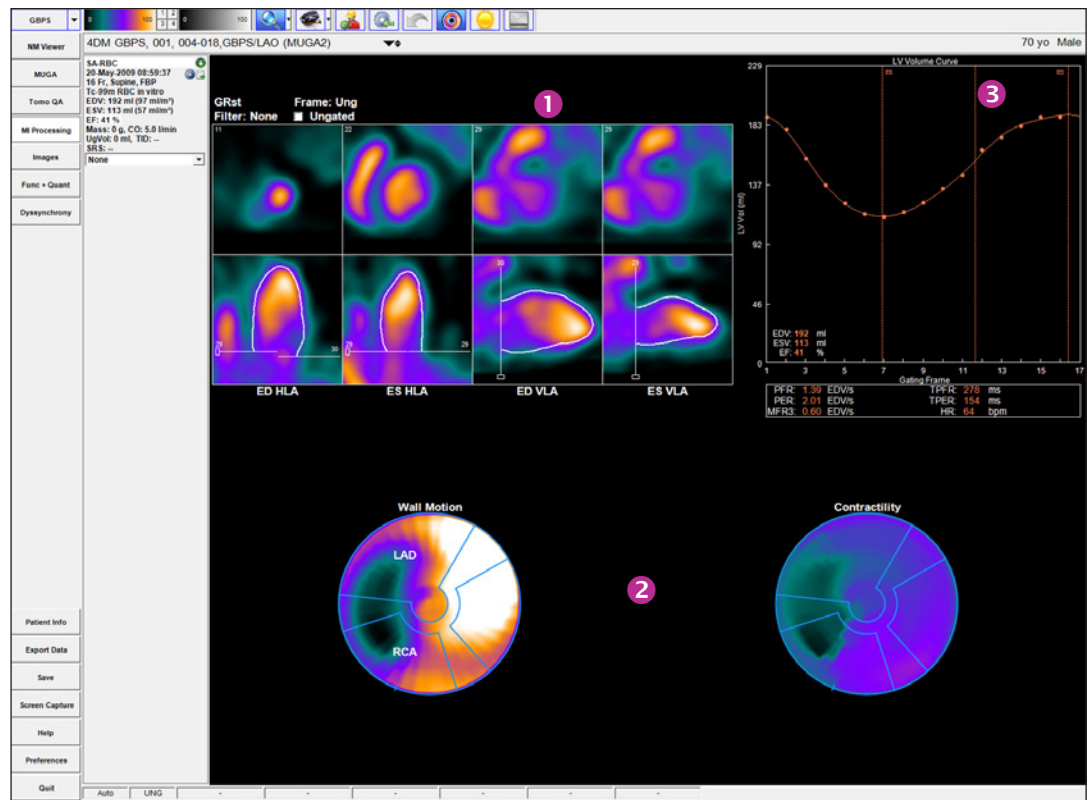 GBPS
0
100
1 2
3 4
0
100
NM Viewer
MUGA
Tomo QA
MI Processing
Images
Func + Quant
Dyssynchrony
Patient Info
Export Data
Save
Screen Capture
Help
Preferences
Quit
4DM GBPS, 001, 004-018,GBPS/LAO (MUGA2)
70 yo Male
SA-RBC
20-May-2009 08:59:37
16 Fr, Supine, FBP
Tc-99m RBC in vitro
EDV: 192 ml (97 ml/m²)
ESV: 113 ml (57 ml/m²)
EF: 41 %
Mass: 0 g, CO: 5.0 l/min
UgVol: 0 ml, TID: --
SRS: --
None
GRst
Frame: Ung
Filter: None
Ungated
1
11
22
29
29
30
29
29
30
29
ED HLA
ES HLA
ED VLA
ES VLA
LV Volume Curve
3
ES
ED
229
183
137
92
46
0
LV Vol (ml)
EDV: 192 ml
ESV: 113 ml
EF: 41 %
1 3 5 7 9 11 13 15 17
Gating Frame
PFR: 1.39 EDV/s TPFR: 278 ms
PER: 2.01 EDV/s TPER: 154 ms
MFR3: 0.60 EDV/s HR: 64 bpm
Wall Motion
LAD
RCA
2
Contractility
Auto
UNG
-
-
-
-
-
-
-